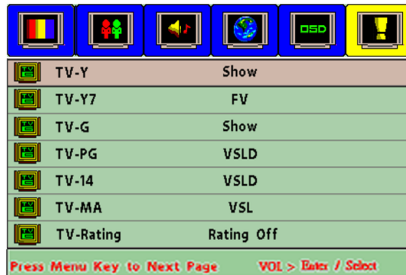 OSD
TV-Y Show
TV-Y7 FV
TV-G Show
TV-PG VSLD
TV-14 VSLD
TV-MA VSL
TV-Rating Rating Off
Press Menu Key to Next Page VOL > Enter / Select